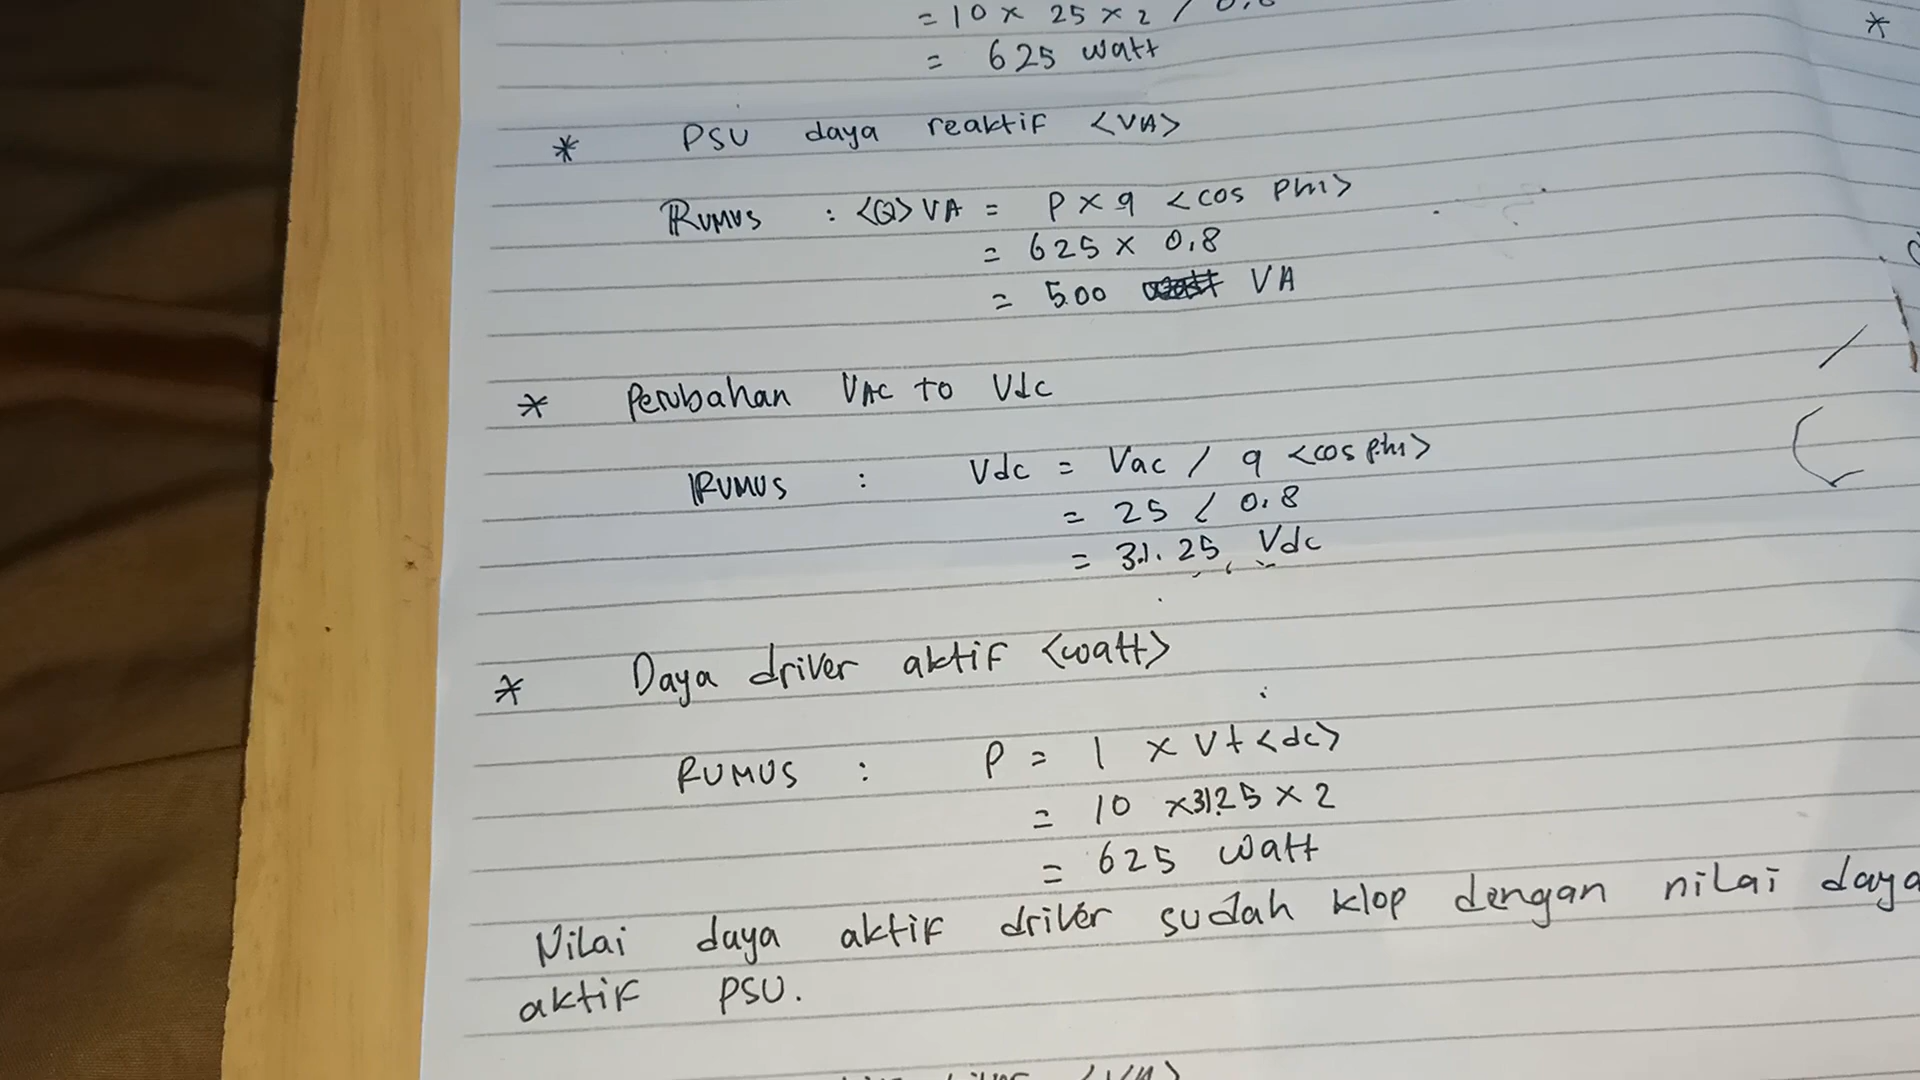 = 10 x 25 x 2 / 0,8
= 625 watt
* PSU daya reaktif <VA>
RUMUS : <Q> VA = P x q <cos phi>
= 625 x 0,8
= 500 VA
* Perubahan VAC to Vdc
RUMUS : Vdc = Vac / q <cos phi>
= 25 / 0,8
= 31.25 Vdc
* Daya driver aktif <watt>
RUMUS : P = I x Vt <dc>
= 10 x 31.25 x 2
= 625 watt
Nilai daya aktif driver sudah klop dengan nilai daya
aktif PSU.
<VA>